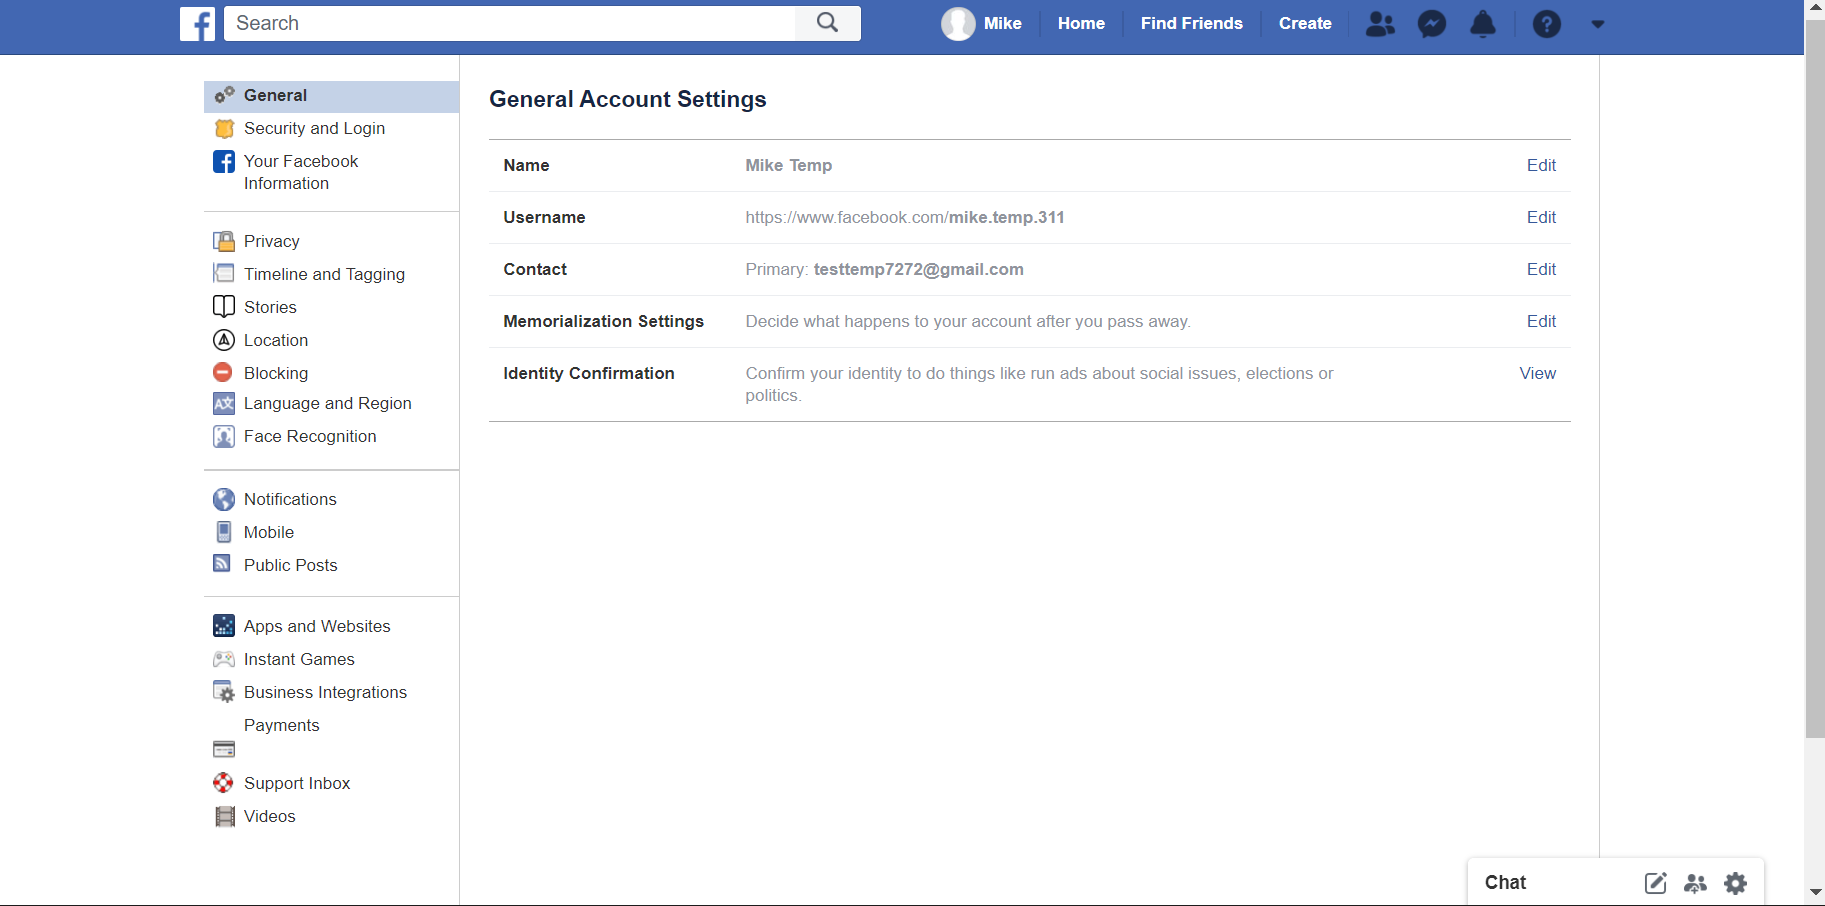 Search
Mike Home Find Friends Create
General
Security and Login
Your Facebook
Information
Privacy
Timeline and Tagging
Stories
Location
Blocking
Language and Region
Face Recognition
Notifications
Mobile
Public Posts
Apps and Websites
Instant Games
Business Integrations
Payments
Support Inbox
Videos
General Account Settings
Name Mike Temp Edit
Username https://www.facebook.com/mike.temp.311 Edit
Contact Primary: testtemp7272@gmail.com Edit
Memorialization Settings Decide what happens to your account after you pass away. Edit
Identity Confirmation Confirm your identity to do things like run ads about social issues, elections or View
politics.
Chat